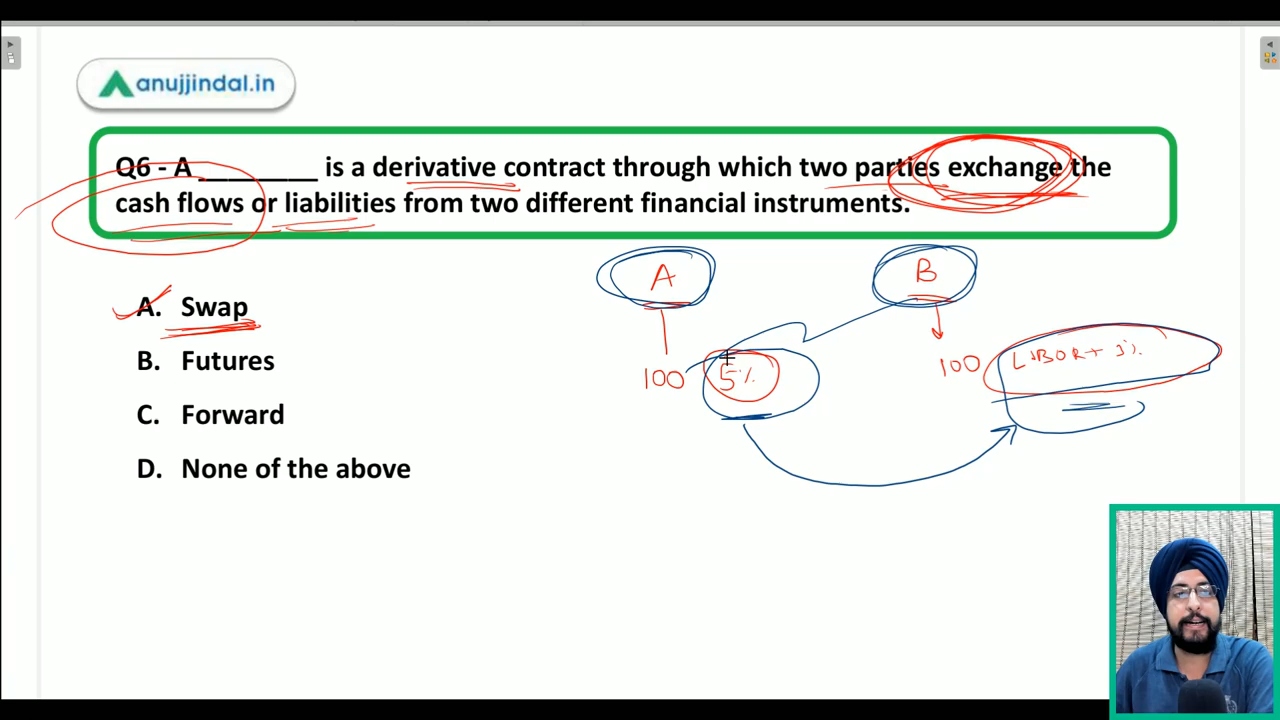 anujjindal.in
Q6 - A ________ is a derivative contract through which two parties exchange the
cash flows or liabilities from two different financial instruments.
A. Swap
B. Futures
C. Forward
D. None of the above
A
B
100 5%
100 LIBOR + 3%